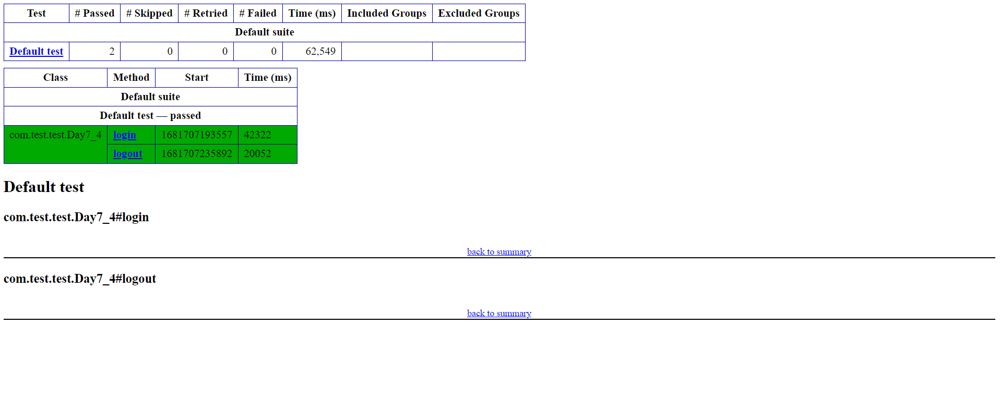 Test # Passed # Skipped # Retried # Failed Time (ms) Included Groups Excluded Groups
Default suite
Default test 2 0 0 0 62,549
Class Method Start Time (ms)
Default suite
Default test — passed
com.test.test.Day7_4 login 1681707193557 42322
logout 1681707235892 20052
Default test
com.test.test.Day7_4#login
back to summary
com.test.test.Day7_4#logout
back to summary